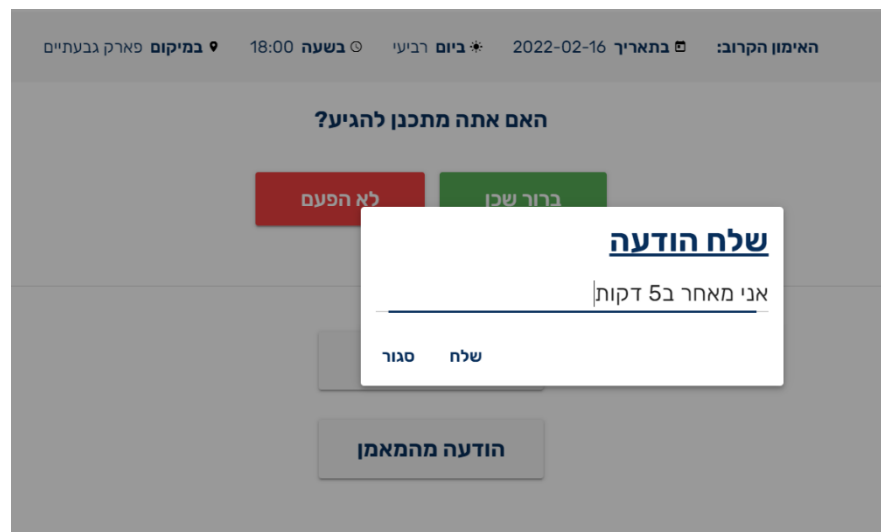 האימון הקרוב: בתאריך 2022-02-16 ביום רביעי בשעה 18:00 במיקום פארק גבעתיים
האם אתה מתכנן להגיע?
ברור שכן לא הפעם
שלח הודעה
אני מאחר ב5 דקות
שלח סגור
הודעה מהמאמן